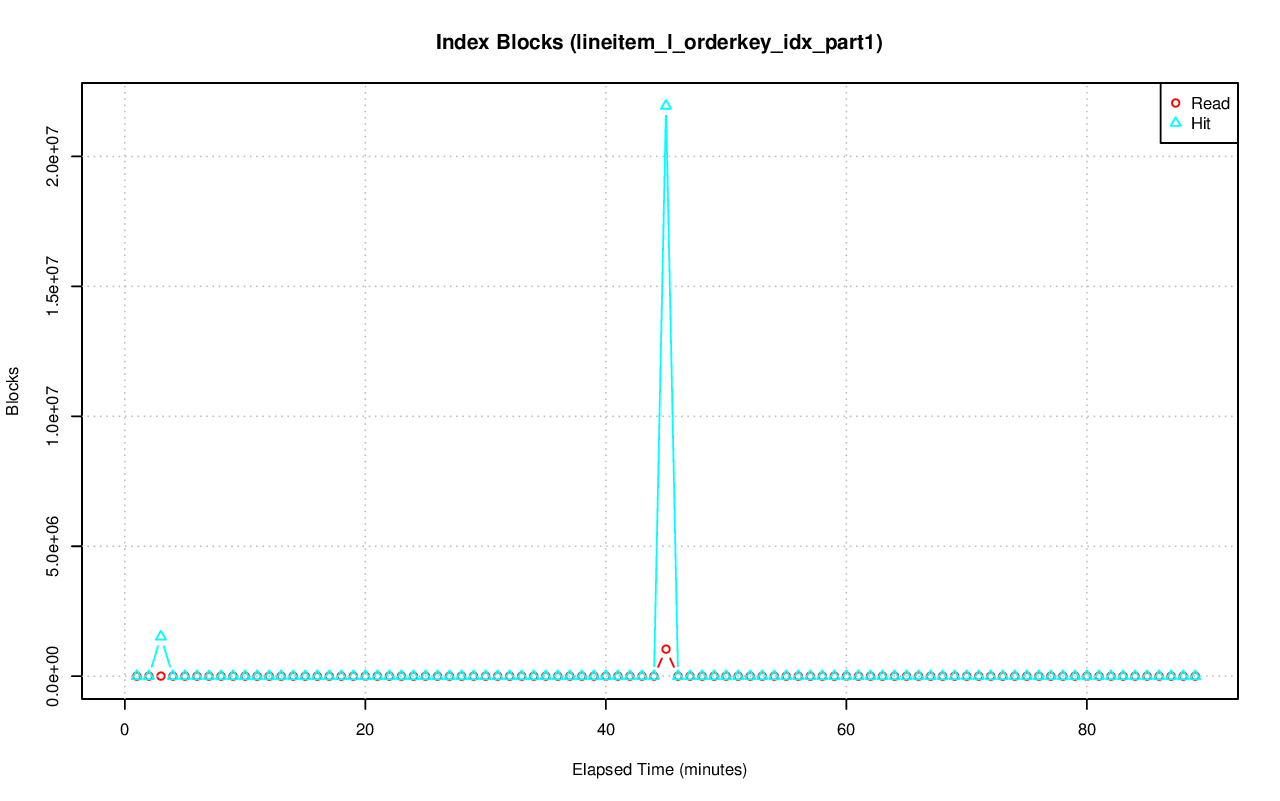 Index Blocks (lineitem_l_orderkey_idx_part1)
Read
Hit
2.0e+07
1.5e+07
1.0e+07
5.0e+06
0.0e+00
Blocks
0 20 40 60 80
Elapsed Time (minutes)